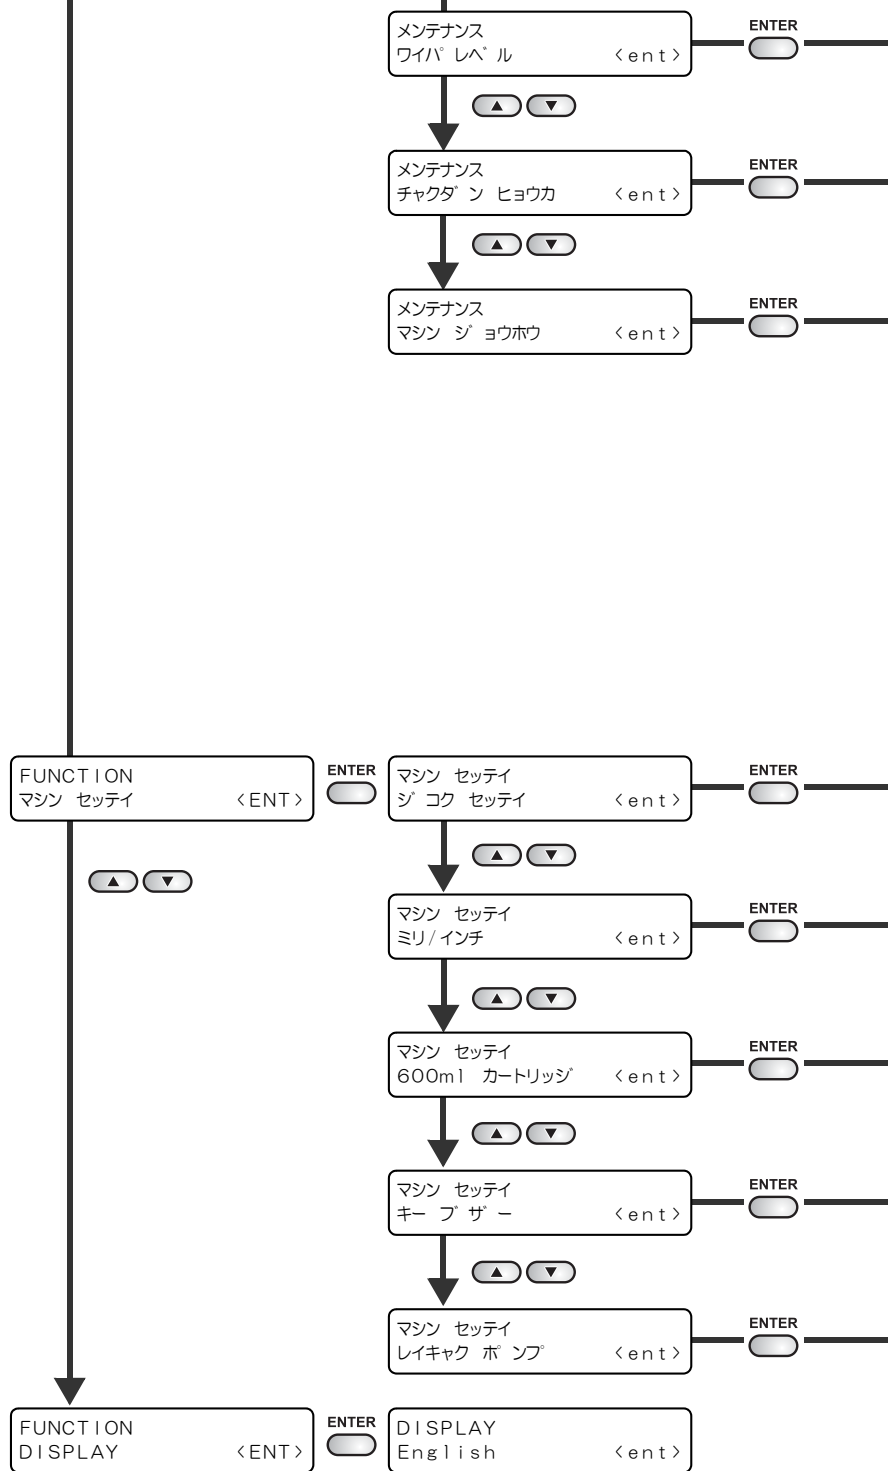 メンテナンス
ワイパ゜レベ゛ル <ent>
ENTER
メンテナンス
チャクダ゛ン ヒョウカ <ent>
ENTER
メンテナンス
マシン ジ゛ョウホウ <ent>
ENTER
FUNCTION
マシン セッテイ <ENT>
ENTER
マシン セッテイ
ジ゛コク セッテイ <ent>
ENTER
マシン セッテイ
ミリ/インチ <ent>
ENTER
マシン セッテイ
600ml カートリッジ <ent>
ENTER
マシン セッテイ
キー ブ゛ザ゛ー <ent>
ENTER
マシン セッテイ
レイキャク ポ゜ンプ <ent>
ENTER
FUNCTION
DISPLAY <ENT>
ENTER
DISPLAY
English <ent>